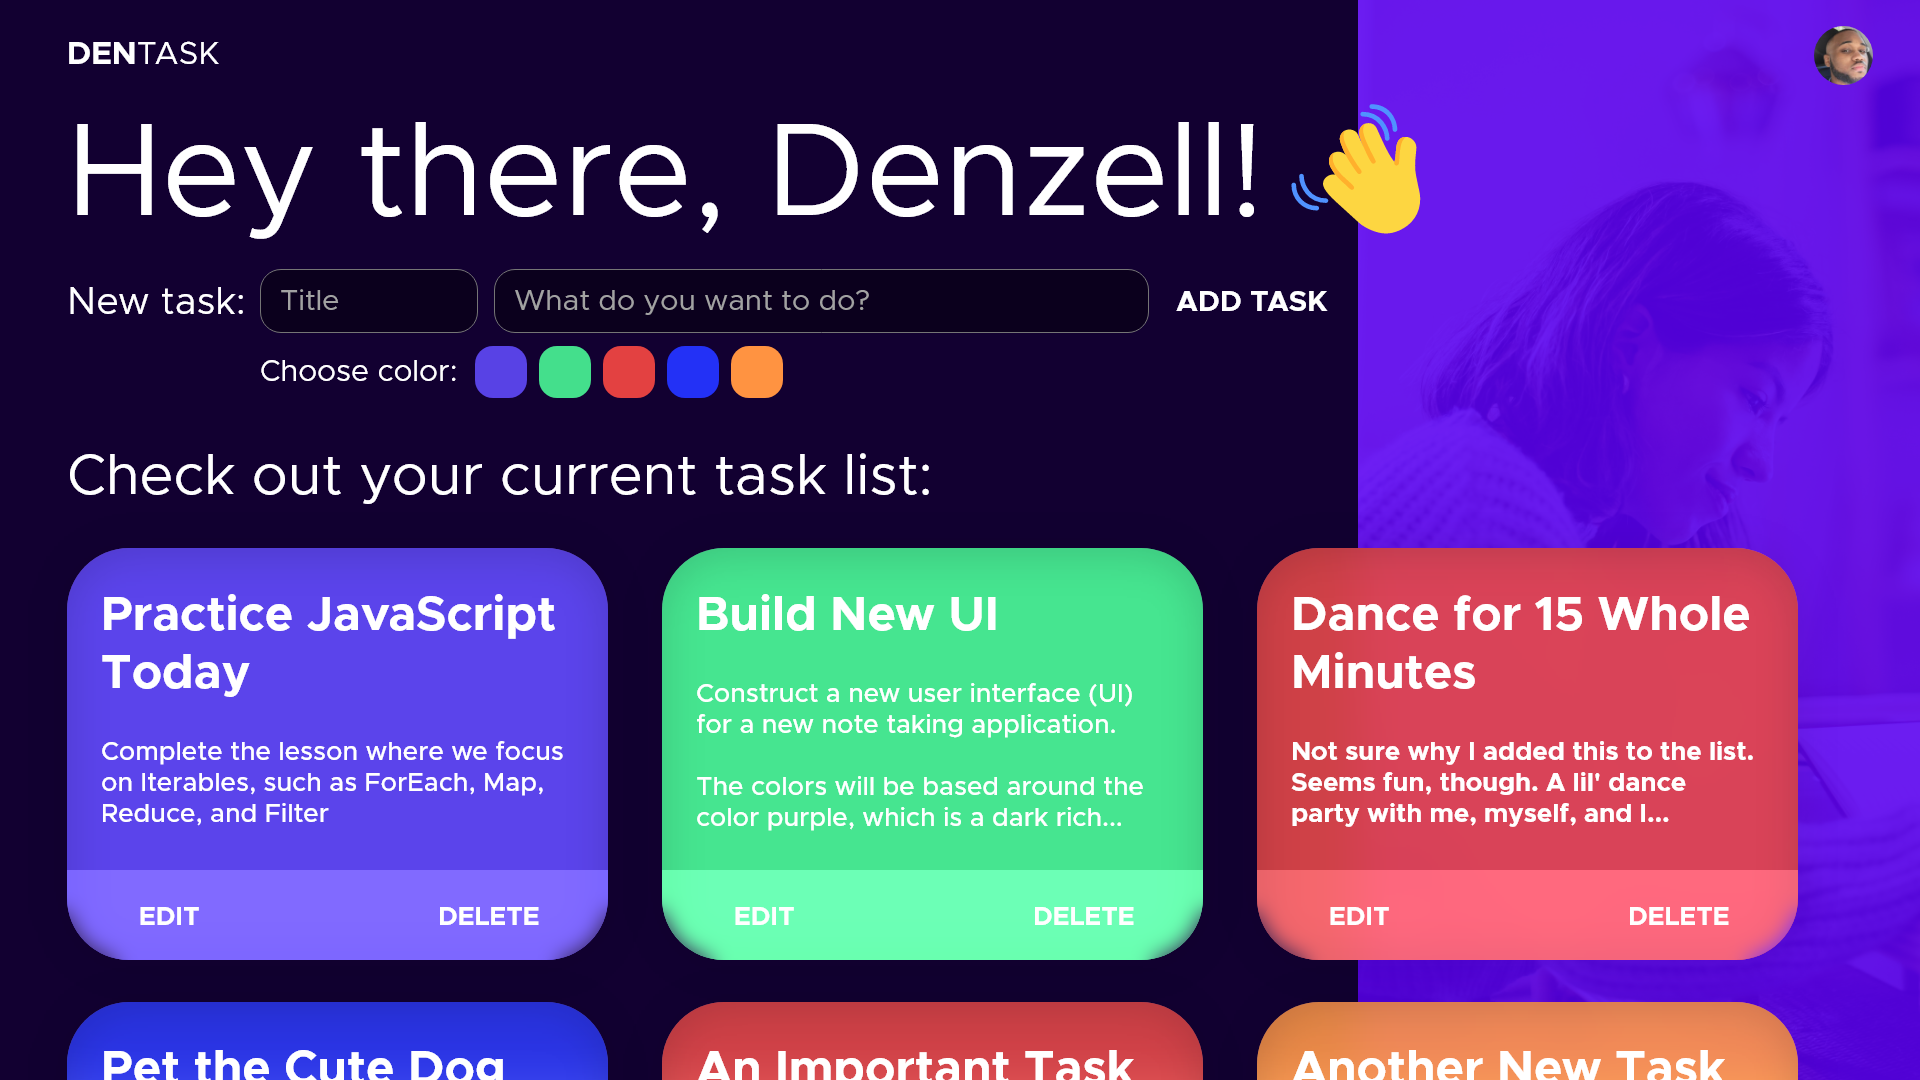 DENTASK
Hey there, Denzell!
New task:
Title
What do you want to do?
ADD TASK
Choose color:
Check out your current task list:
Practice JavaScript
Today
Complete the lesson where we focus
on Iterables, such as ForEach, Map,
Reduce, and Filter
EDIT
DELETE
Build New UI
Construct a new user interface (UI)
for a new note taking application.
The colors will be based around the
color purple, which is a dark rich...
EDIT
DELETE
Dance for 15 Whole
Minutes
Not sure why I added this to the list.
Seems fun, though. A lil' dance
party with me, myself, and I...
EDIT
DELETE
Pet the Cute Dog
An Important Task
Another New Task